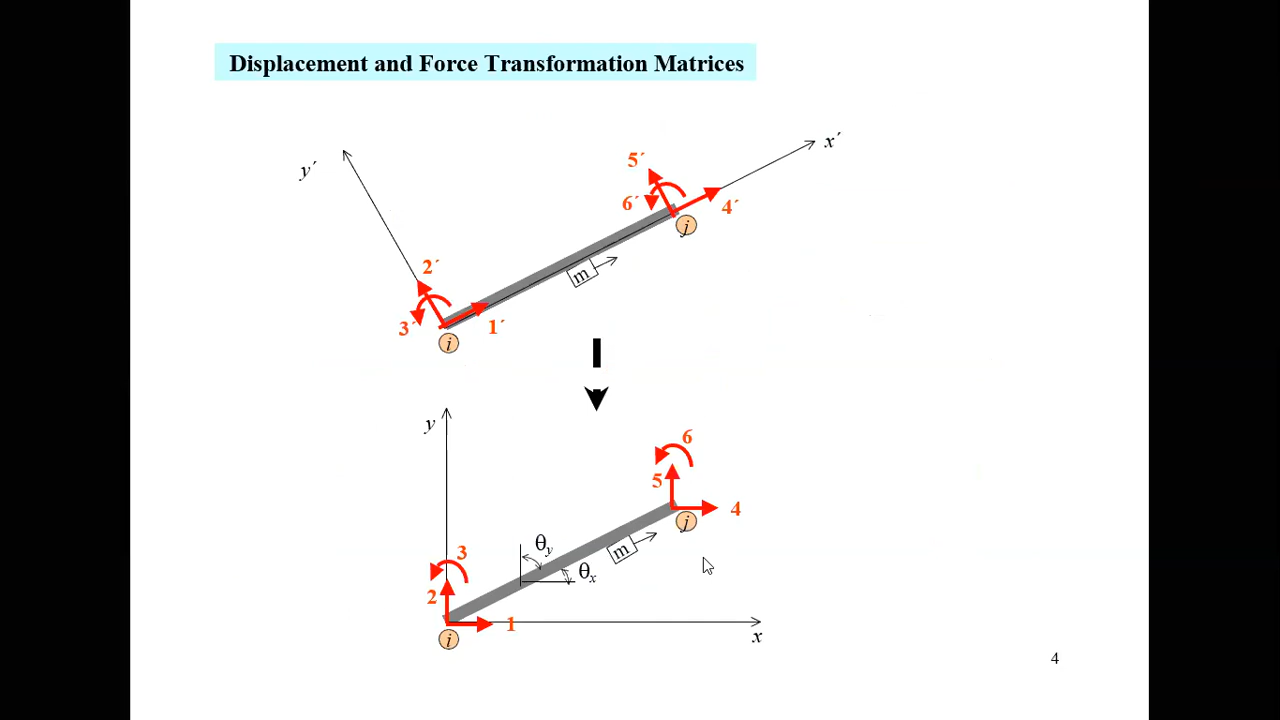 Displacement and Force Transformation Matrices
x´
y´
5´
6´
4´
j
m
2´
3´
1´
i
y
6
5
4
j
m
θy
θx
3
2
1
i
x
4